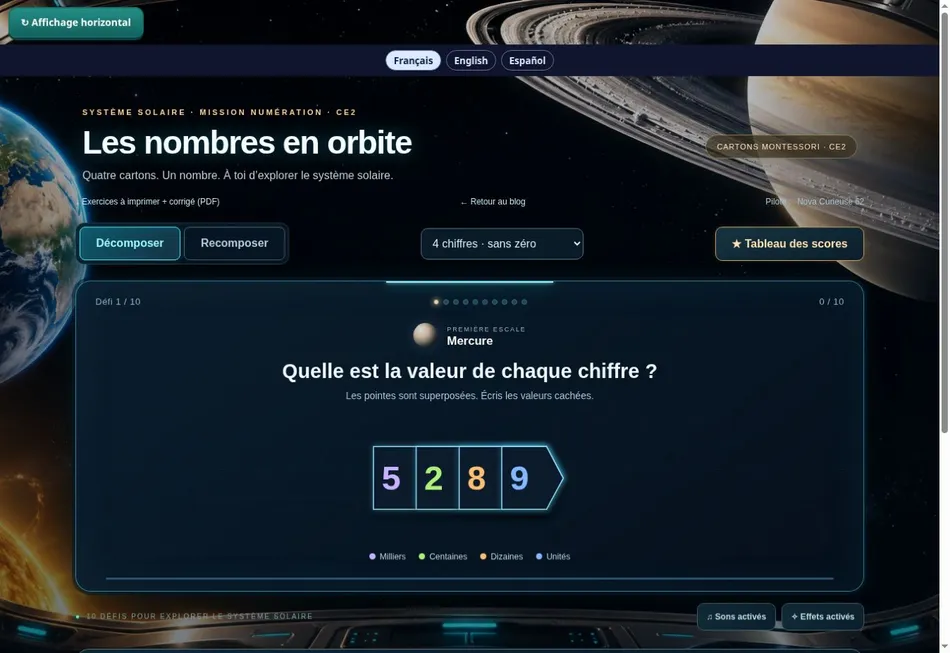 ↻ Affichage horizontal
Français English Español
SYSTÈME SOLAIRE · MISSION NUMÉRATION · CE2
Les nombres en orbite
CARTONS MONTESSORI · CE2
Quatre cartons. Un nombre. À toi d'explorer le système solaire.
Exercices à imprimer + corrigé (PDF) ← Retour au blog Nova Curieuse 62
Décomposer Recomposer 4 chiffres · sans zéro ★ Tableau des scores
Défi 1 / 10 0 / 10
PREMIÈRE ESCALE
Mercure
Quelle est la valeur de chaque chiffre ?
Les pointes sont superposées. Écris les valeurs cachées.
5 2 8 9
Milliers Centaines Dizaines Unités
10 DÉFIS POUR EXPLORER LE SYSTÈME SOLAIRE ♫ Sons activés ✧ Effets activés